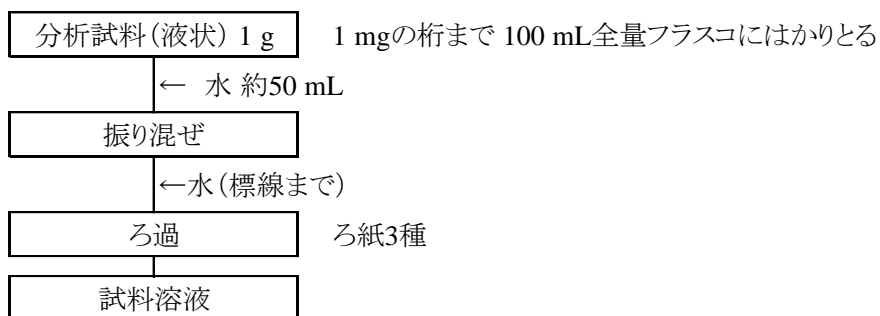 分析試料(液状) 1 g 1 mgの桁まで 100 mL全量フラスコにはかりとる
← 水 約50 mL
振り混ぜ
←水(標線まで)
ろ過 ろ紙3種
試料溶液